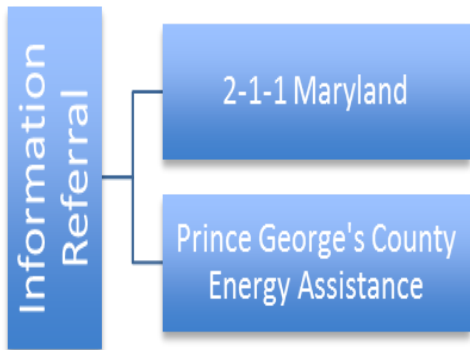 Information
Referral
2-1-1 Maryland
Prince George's County
Energy Assistance